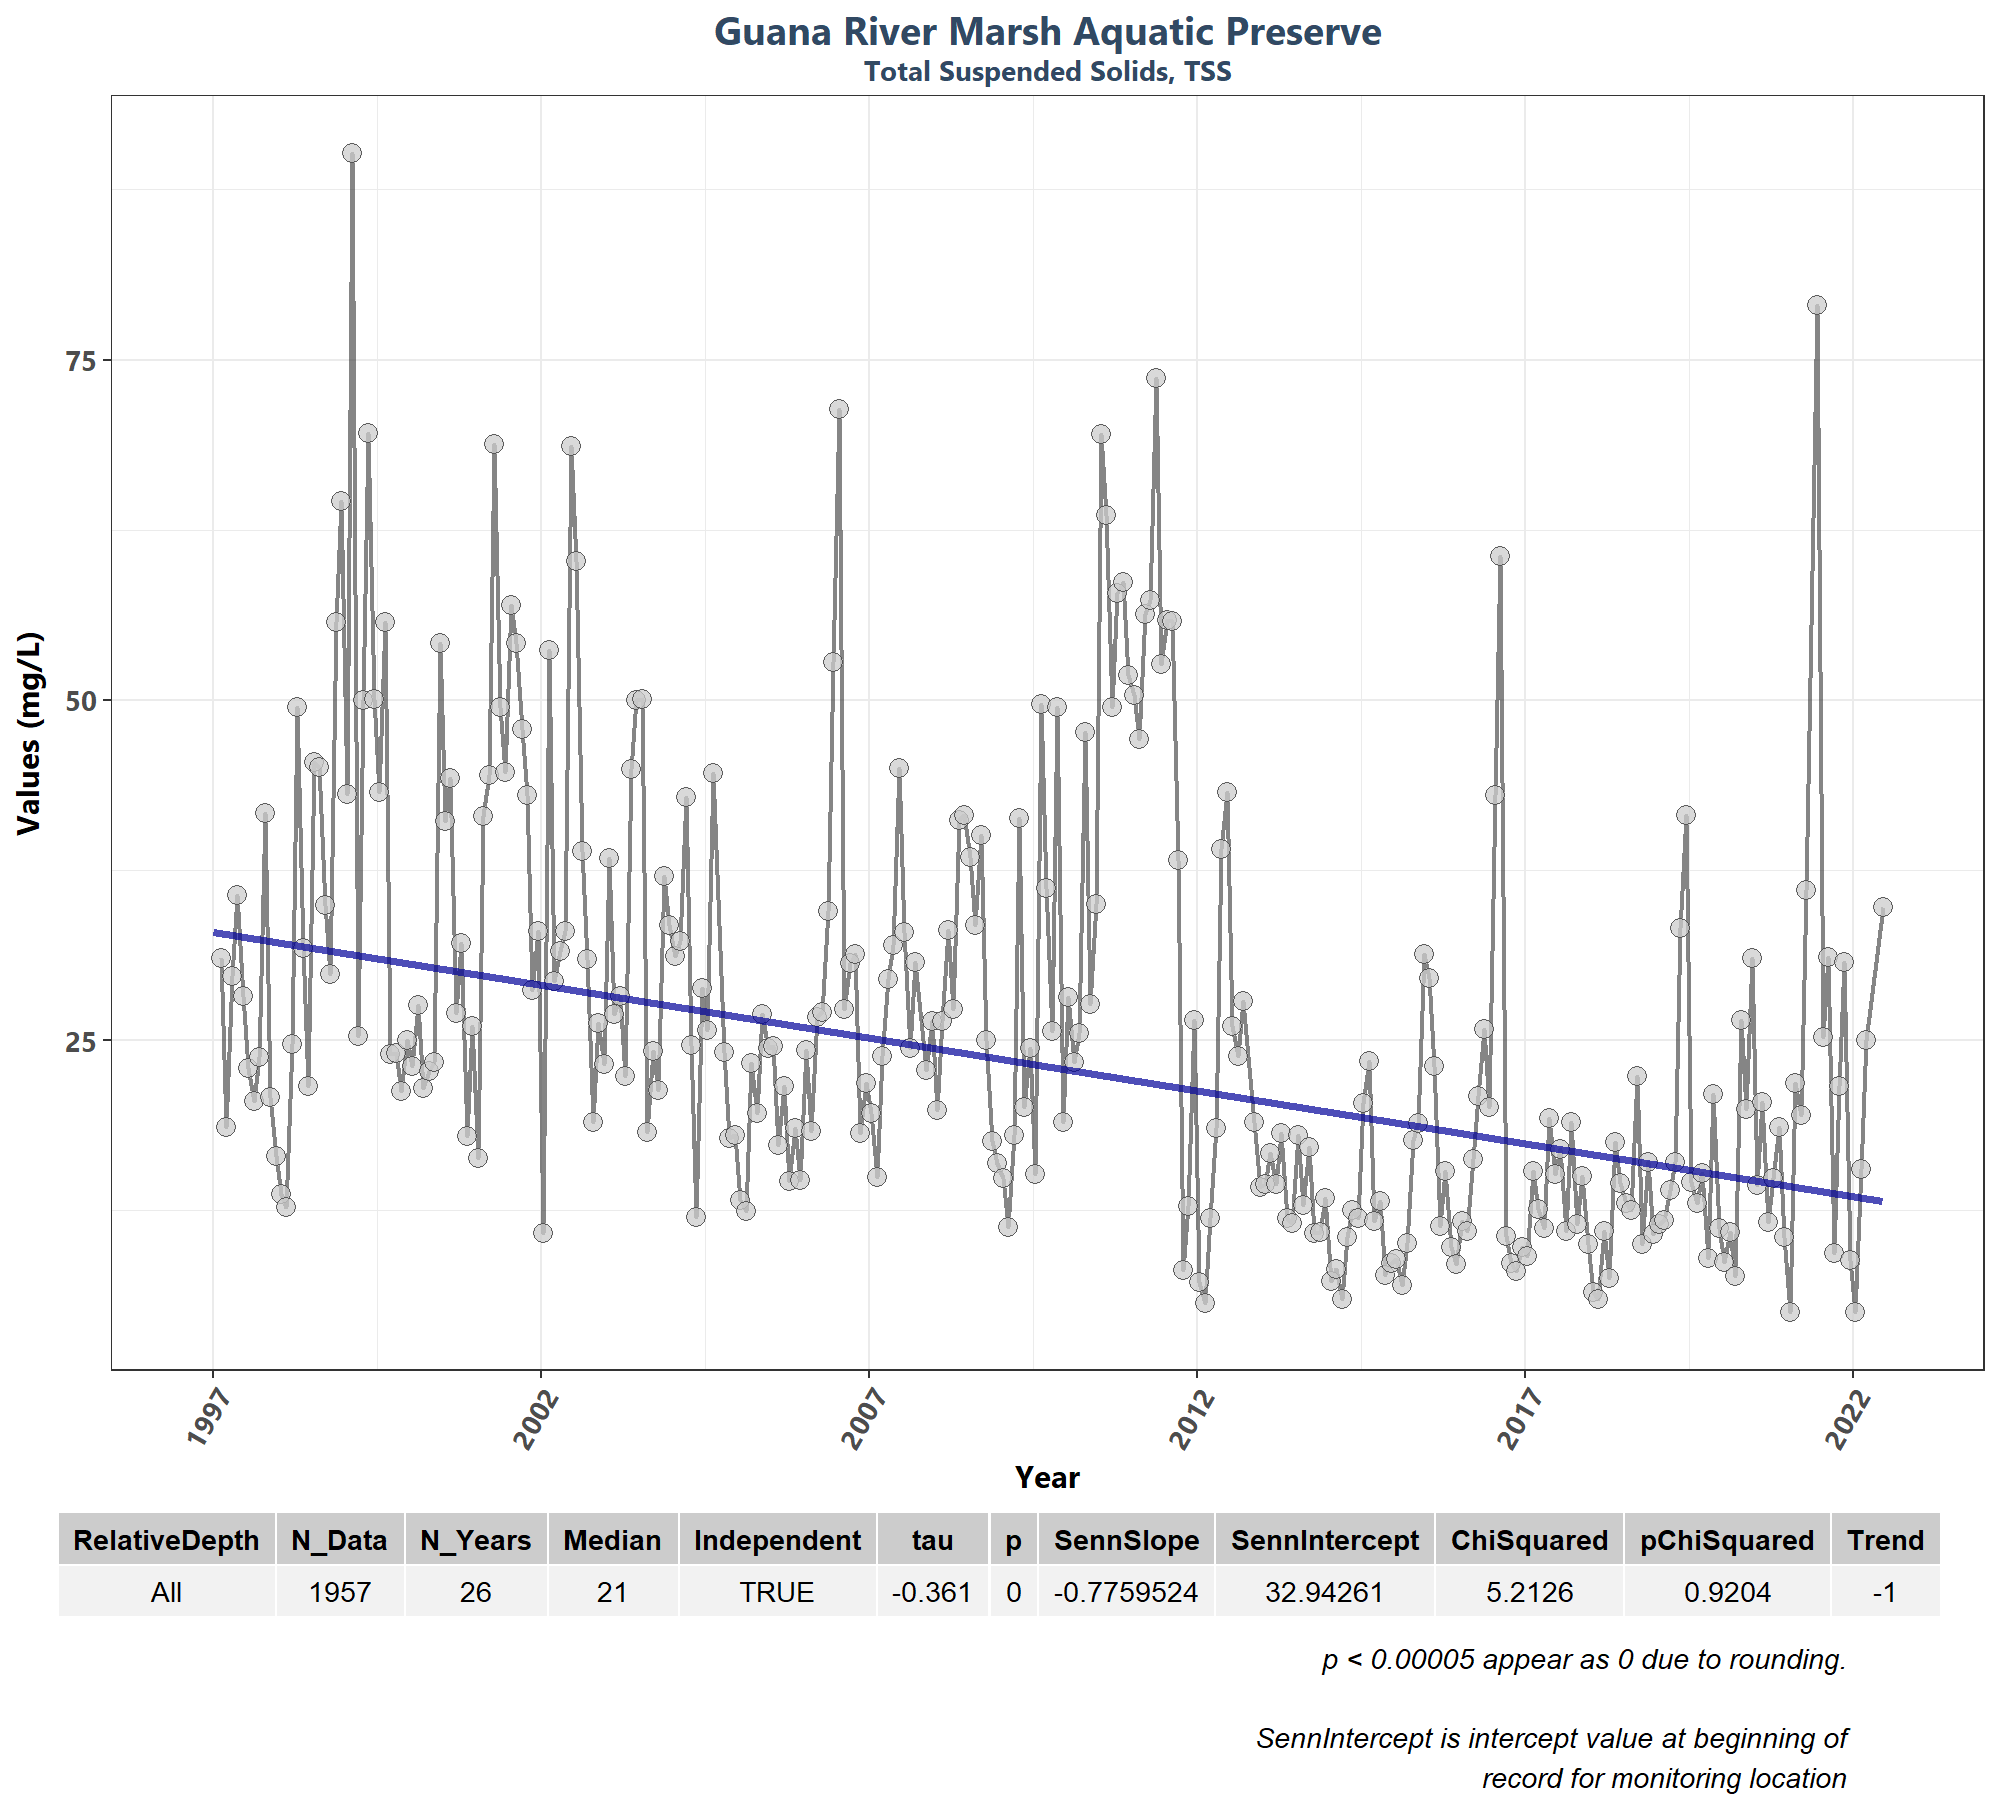 Guana River Marsh Aquatic Preserve
Total Suspended Solids, TSS
Values (mg/L)
75
50
25
1997 2002 2007 2012 2017 2022
Year
RelativeDepth N_Data N_Years Median Independent tau p SennSlope SennIntercept ChiSquared pChiSquared Trend
All 1957 26 21 TRUE -0.361 0 -0.7759524 32.94261 5.2126 0.9204 -1
p < 0.00005 appear as 0 due to rounding.
SennIntercept is intercept value at beginning of
record for monitoring location